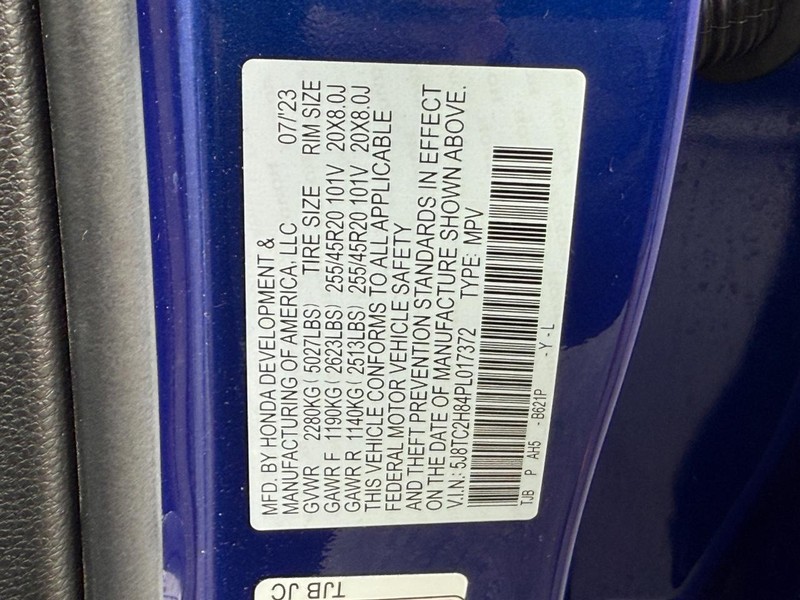 MFD. BY HONDA DEVELOPMENT &
MANUFACTURING OF AMERICA, LLC 07/'23
GVWR 2280KG ( 5027LBS) TIRE SIZE RIM SIZE
GAWR F 1190KG ( 2623LBS) 255/45R20 101V 20X8.0J
GAWR R 1140KG ( 2513LBS) 255/45R20 101V 20X8.0J
THIS VEHICLE CONFORMS TO ALL APPLICABLE
FEDERAL MOTOR VEHICLE SAFETY
AND THEFT PREVENTION STANDARDS IN EFFECT
ON THE DATE OF MANUFACTURE SHOWN ABOVE.
V.I.N.: 5J8TC2H84PL017372 TYPE: MPV
TJB P AH5 - B621P - Y - L
TJB JC